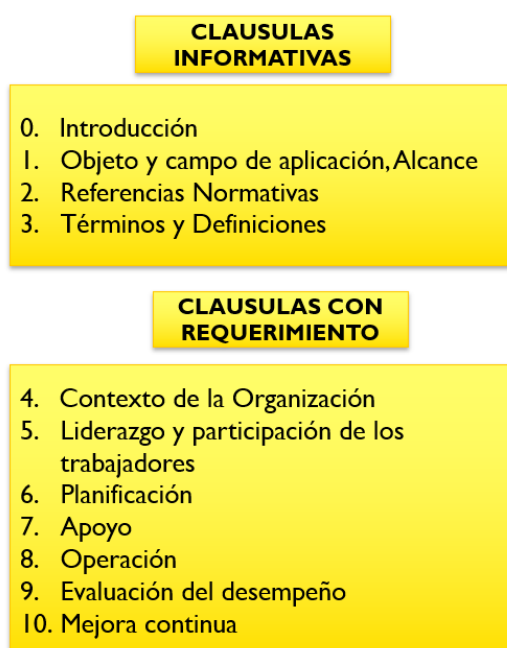 CLAUSULAS
INFORMATIVAS
0. Introducción
1. Objeto y campo de aplicación, Alcance
2. Referencias Normativas
3. Términos y Definiciones
CLAUSULAS CON
REQUERIMIENTO
4. Contexto de la Organización
5. Liderazgo y participación de los
trabajadores
6. Planificación
7. Apoyo
8. Operación
9. Evaluación del desempeño
10. Mejora continua